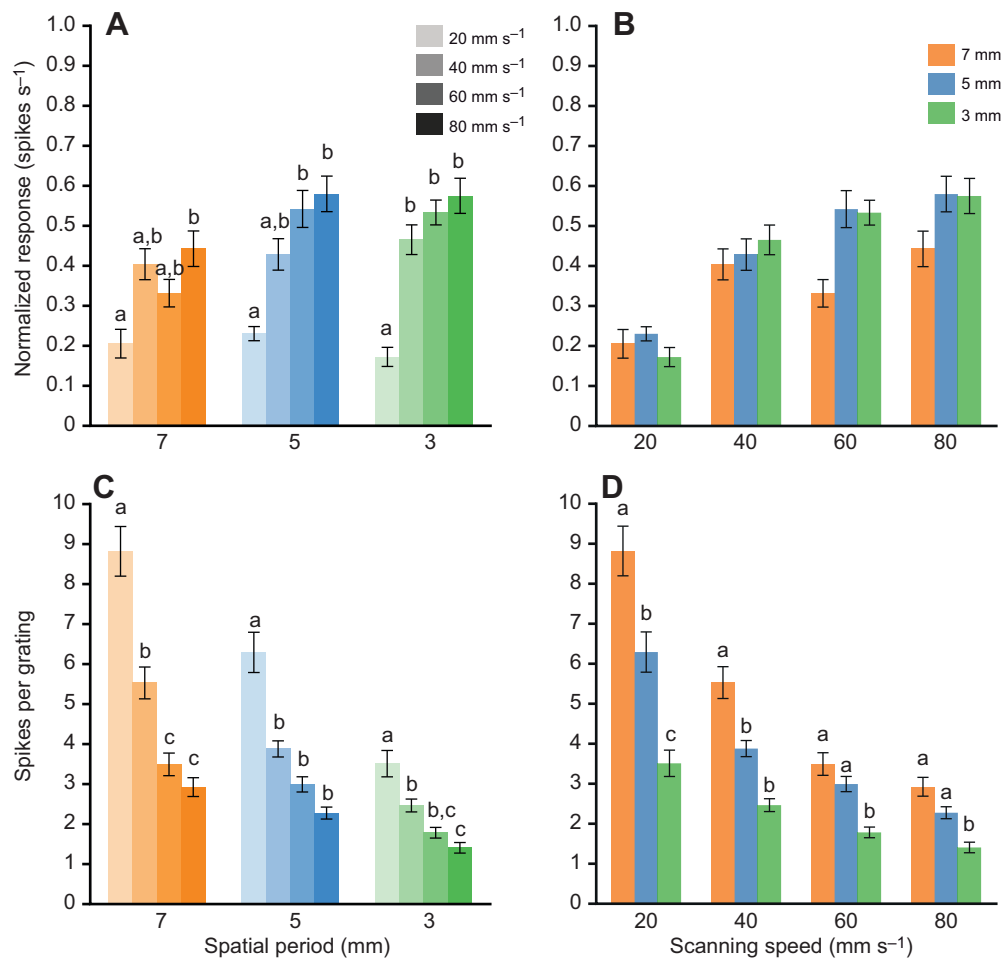 A
20 mm s–1
40 mm s–1
60 mm s–1
80 mm s–1
Normalized response (spikes s–1)
1.0
0.9
0.8
0.7
0.6
0.5
0.4
0.3
0.2
0.1
0
a
a,b
a,b
b
a
a,b
b
b
a
b
b
b
7
5
3
B
7 mm
5 mm
3 mm
1.0
0.9
0.8
0.7
0.6
0.5
0.4
0.3
0.2
0.1
0
20
40
60
80
C
Spikes per grating
10
9
8
7
6
5
4
3
2
1
0
a
b
c
c
a
b
b
b
a
b
b,c
c
7
5
3
Spatial period (mm)
D
10
9
8
7
6
5
4
3
2
1
0
a
b
c
a
b
b
a
a
b
a
a
b
20
40
60
80
Scanning speed (mm s–1)